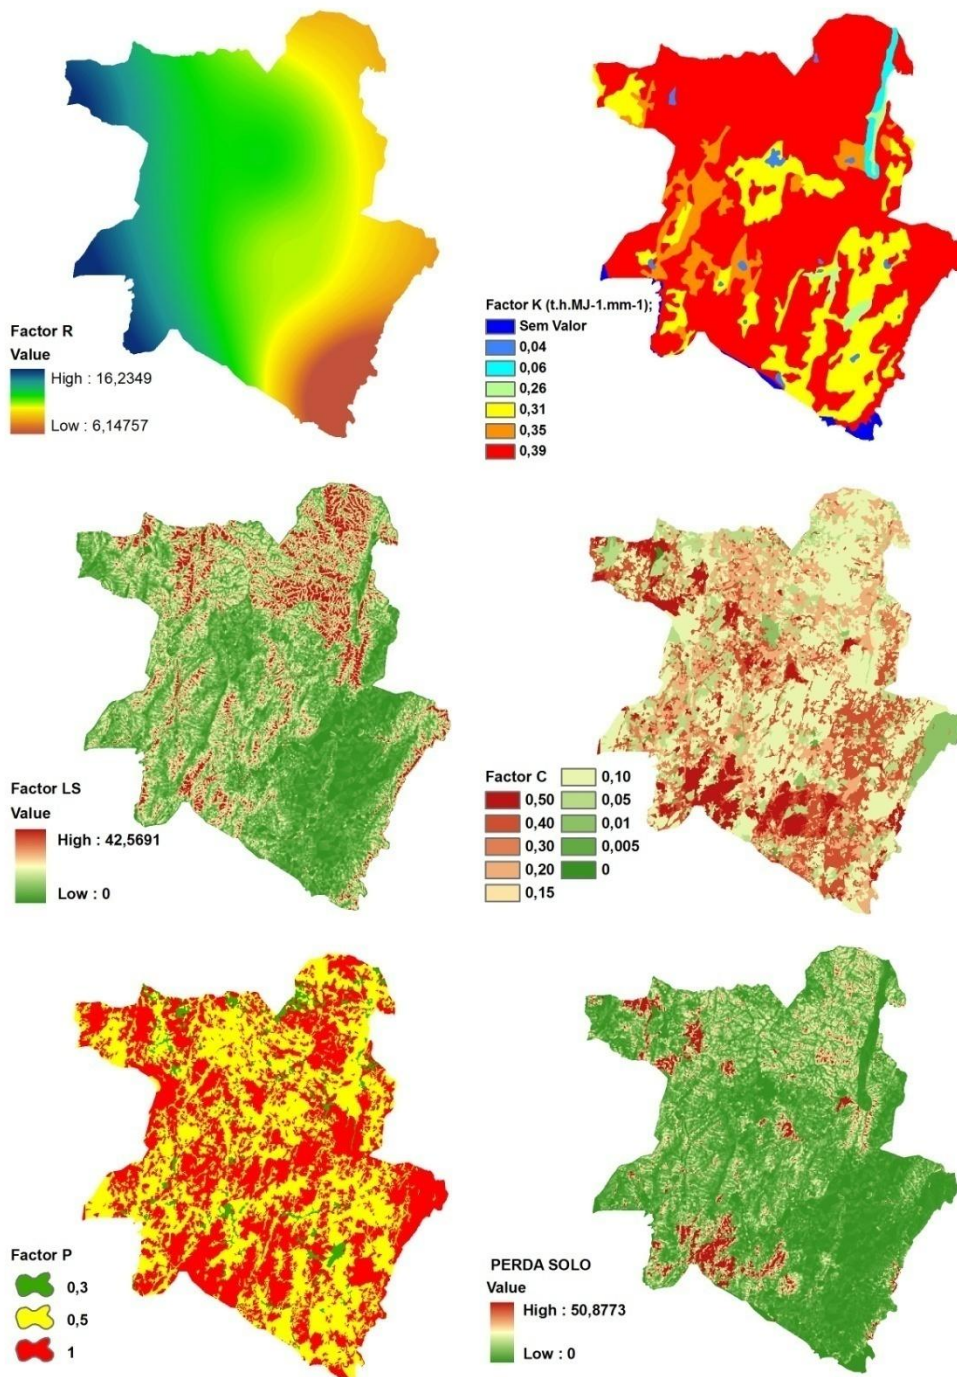 Factor R
Value
High : 16,2349
Low : 6,14757
Factor K (t.h.MJ-1.mm-1);
Sem Valor
0,04
0,06
0,26
0,31
0,35
0,39
Factor LS
Value
High : 42,5691
Low : 0
Factor C
0,50
0,40
0,30
0,20
0,15
0,10
0,05
0,01
0,005
0
Factor P
0,3
0,5
1
PERDA SOLO
Value
High : 50,8773
Low : 0